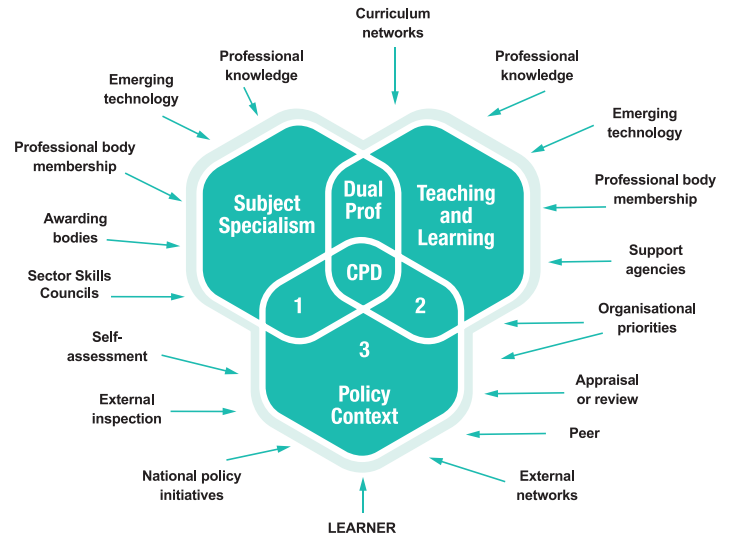 Curriculum
networks
Professional
knowledge
Professional
knowledge
Emerging
technology
Emerging
technology
Professional body
membership
Professional body
membership
Awarding
bodies
Support
agencies
Sector Skills
Councils
Organisational
priorities
Self-
assessment
Appraisal
or review
External
inspection
Peer
National policy
initiatives
External
networks
LEARNER
Subject
Specialism
Dual
Prof
Teaching
and
Learning
CPD
1
2
3
Policy
Context